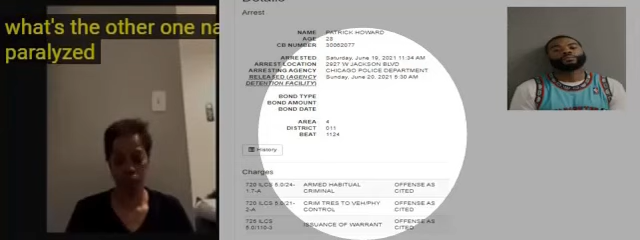 what's the other one na
paralyzed
Details
Arrest
NAME PATRICK HOWARD
AGE 28
CB NUMBER 30062077
ARRESTED Saturday, June 19, 2021 11:24 AM
ARREST LOCATION 2927 W JACKSON BLVD
ARRESTING AGENCY CHICAGO POLICE DEPARTMENT
RELEASED (AGENCY Sunday, June 20, 2021 5:30 AM
DETENTION FACILITY)
BOND TYPE
BOND AMOUNT
BOND DATE
AREA 4
DISTRICT 011
BEAT 1124
History
Charges
720 ILCS 5.0/24- ARMED HABITUAL OFFENSE AS
1.7-A CRIMINAL CITED
720 ILCS 5.0/21- CRIM TRES TO VEH/PHY OFFENSE AS
2-A CONTROL CITED
725 ILCS ISSUANCE OF WARRANT OFFENSE AS
5.0/110-3 CITED